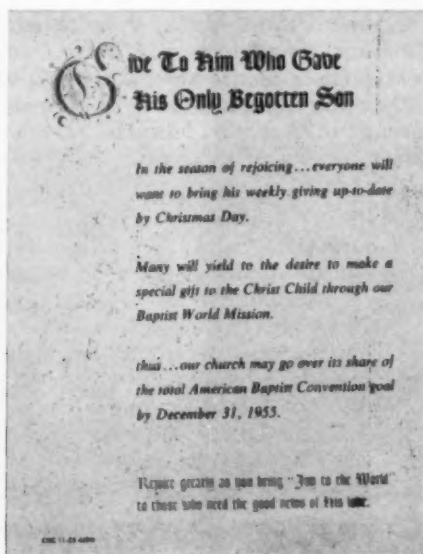 Give To Him Who Gave
His Only Begotten Son
In the season of rejoicing...everyone will
want to bring his weekly giving up-to-date
by Christmas Day.
Many will yield to the desire to make a
special gift to the Christ Child through our
Baptist World Mission.
thus...our church may go over its share of
the total American Baptist Convention goal
by December 31, 1955.
Rejoice greatly as you bring "Joy to the World"
to those who need the good news of His love.